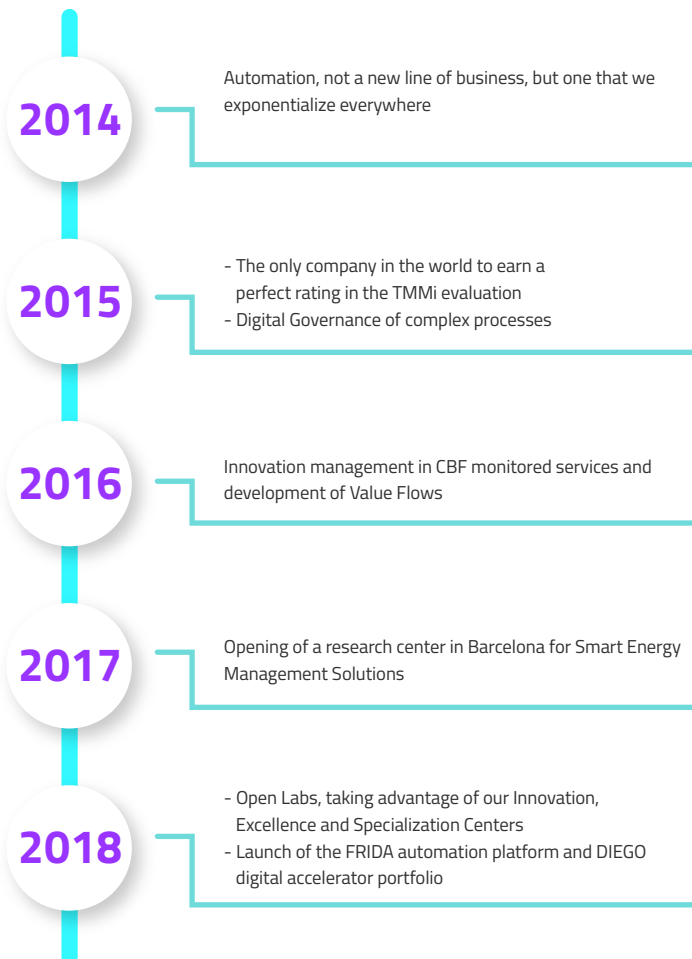 2014
Automation, not a new line of business, but one that we
exponentialize everywhere
2015
- The only company in the world to earn a
perfect rating in the TMMi evaluation
- Digital Governance of complex processes
2016
Innovation management in CBF monitored services and
development of Value Flows
2017
Opening of a research center in Barcelona for Smart Energy
Management Solutions
2018
- Open Labs, taking advantage of our Innovation,
Excellence and Specialization Centers
- Launch of the FRIDA automation platform and DIEGO
digital accelerator portfolio